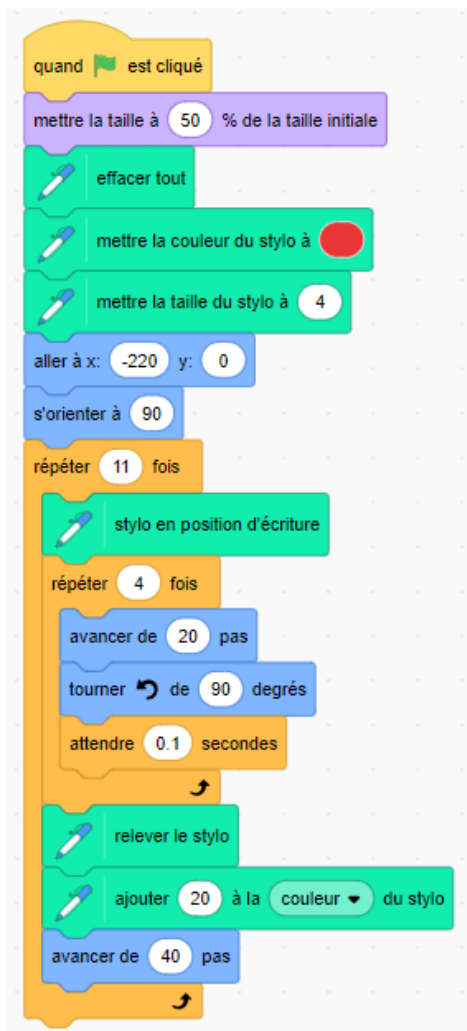 quand est cliqué
mettre la taille à 50 % de la taille initiale
effacer tout
mettre la couleur du stylo à
mettre la taille du stylo à 4
aller à x: -220 y: 0
s'orienter à 90
répéter 11 fois
stylo en position d'écriture
répéter 4 fois
avancer de 20 pas
tourner de 90 degrés
attendre 0.1 secondes
relever le stylo
ajouter 20 à la couleur du stylo
avancer de 40 pas